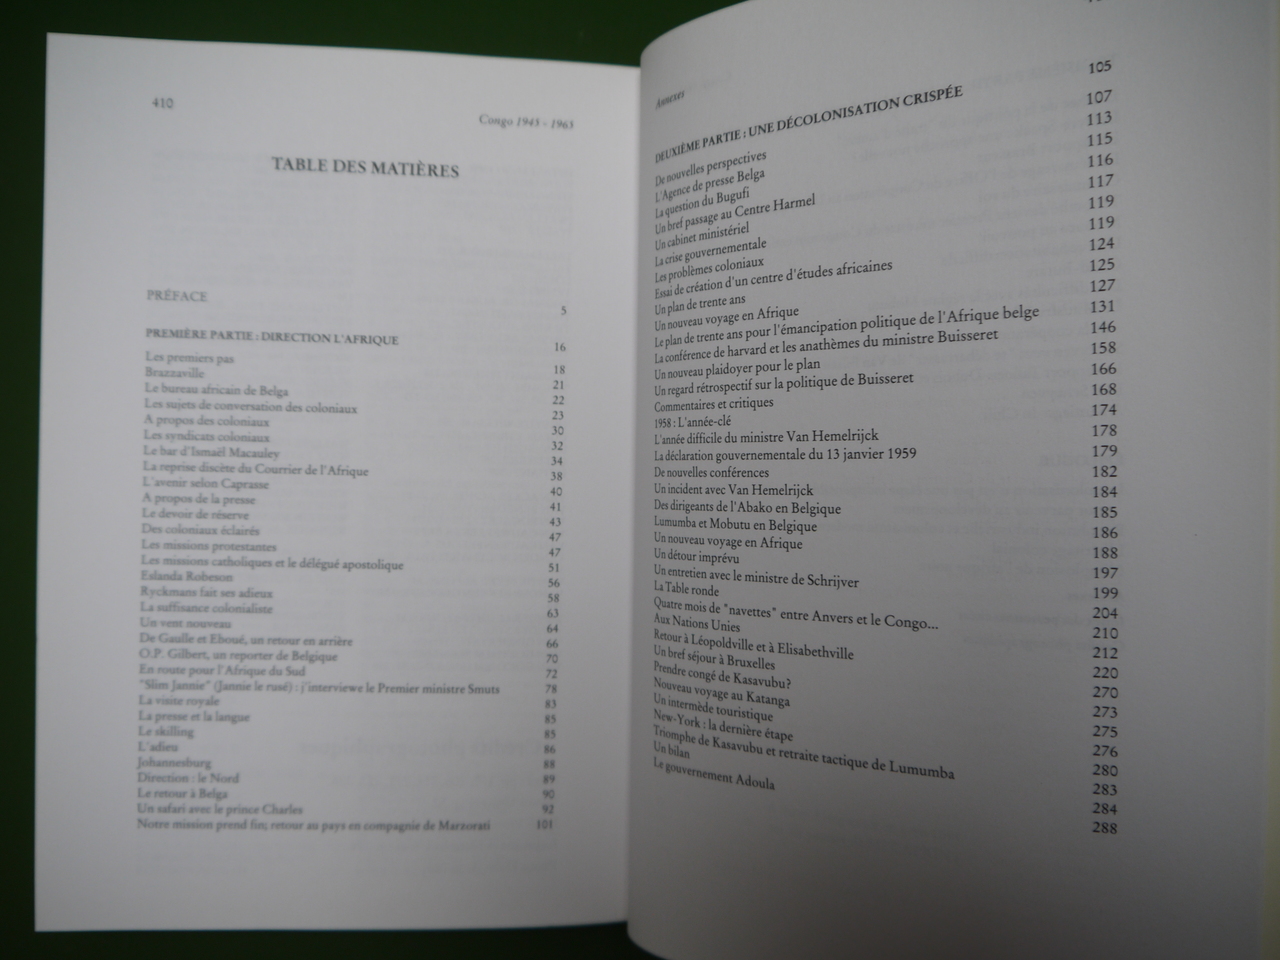 410
Congo 1945 - 1965
TABLE DES MATIÈRES
PRÉFACE 5
PREMIÈRE PARTIE : DIRECTION L'AFRIQUE 16
Les premiers pas 18
Brazzaville 21
Le bureau africain de Belga 22
Les sujets de conversation des coloniaux 23
A propos des coloniaux 30
Les syndicats coloniaux 32
Le bar d'Ismaël Macauley 34
La reprise discète du Courrier de l'Afrique 38
L'avenir selon Caprasse 40
A propos de la presse 41
Le devoir de réserve 43
Des coloniaux éclairés 47
Les missions protestantes 47
Les missions catholiques et le délégué apostolique 51
Eslanda Robeson 56
Ryckmans fait ses adieux 58
La suffisance colonialiste 63
Un vent nouveau 64
De Gaulle et Eboué, un retour en arrière 66
O.P. Gilbert, un reporter de Belgique 70
En route pour l'Afrique du Sud 72
"Slim Jannie" (Jannie le rusé) : j'interviewe le Premier ministre Smuts 78
La visite royale 83
La presse et la langue 85
Le skilling 85
L'adieu 86
Johannesburg 88
Direction : le Nord 89
Le retour à Belga 90
Un safari avec le prince Charles 92
Notre mission prend fin; retour au pays en compagnie de Marzorati 101
Annexes
DEUXIÈME PARTIE : UNE DÉCOLONISATION CRISPÉE 105
De nouvelles perspectives 107
L'Agence de presse Belga 113
La question du Bugufi 115
Un bref passage au Centre Harmel 116
Un cabinet ministériel 117
La crise gouvernementale 119
Les problèmes coloniaux 119
Essai de création d'un centre d'études africaines 124
Un plan de trente ans 125
Un nouveau voyage en Afrique 127
Le plan de trente ans pour l'émancipation politique de l'Afrique belge 131
La conférence de harvard et les anathèmes du ministre Buisseret 146
Un nouveau plaidoyer pour le plan 158
Un regard rétrospectif sur la politique de Buisseret 166
Commentaires et critiques 168
1958 : L'année-clé 174
L'année difficile du ministre Van Hemelrijck 178
La déclaration gouvernementale du 13 janvier 1959 179
De nouvelles conférences 182
Un incident avec Van Hemelrijck 184
Des dirigeants de l'Abako en Belgique 185
Lumumba et Mobutu en Belgique 186
Un nouveau voyage en Afrique 188
Un détour imprévu 197
Un entretien avec le ministre de Schrijver 199
La Table ronde 204
Quatre mois de "navettes" entre Anvers et le Congo... 210
Aux Nations Unies 212
Retour à Léopoldville et à Elisabethville 220
Un bref séjour à Bruxelles 270
Prendre congé de Kasavubu? 273
Nouveau voyage au Katanga 275
Un intermède touristique 276
New-York : la dernière étape 280
Triomphe de Kasavubu et retraite tactique de Lumumba 283
Un bilan 284
Le gouvernement Adoula 288